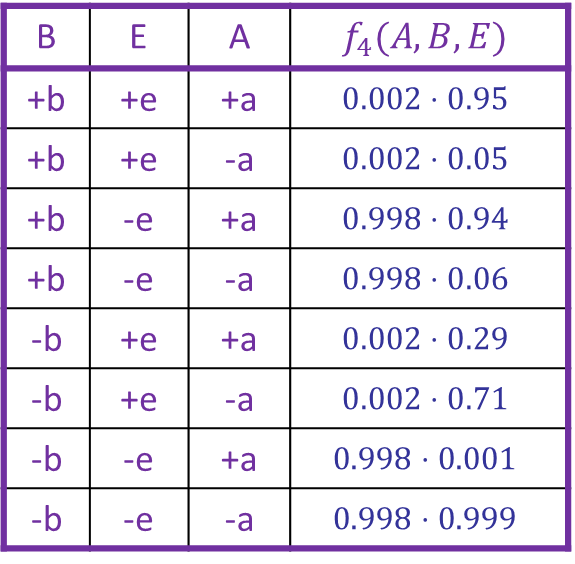 B E A f₄(A, B, E)
+b +e +a 0.002 · 0.95
+b +e -a 0.002 · 0.05
+b -e +a 0.998 · 0.94
+b -e -a 0.998 · 0.06
-b +e +a 0.002 · 0.29
-b +e -a 0.002 · 0.71
-b -e +a 0.998 · 0.001
-b -e -a 0.998 · 0.999